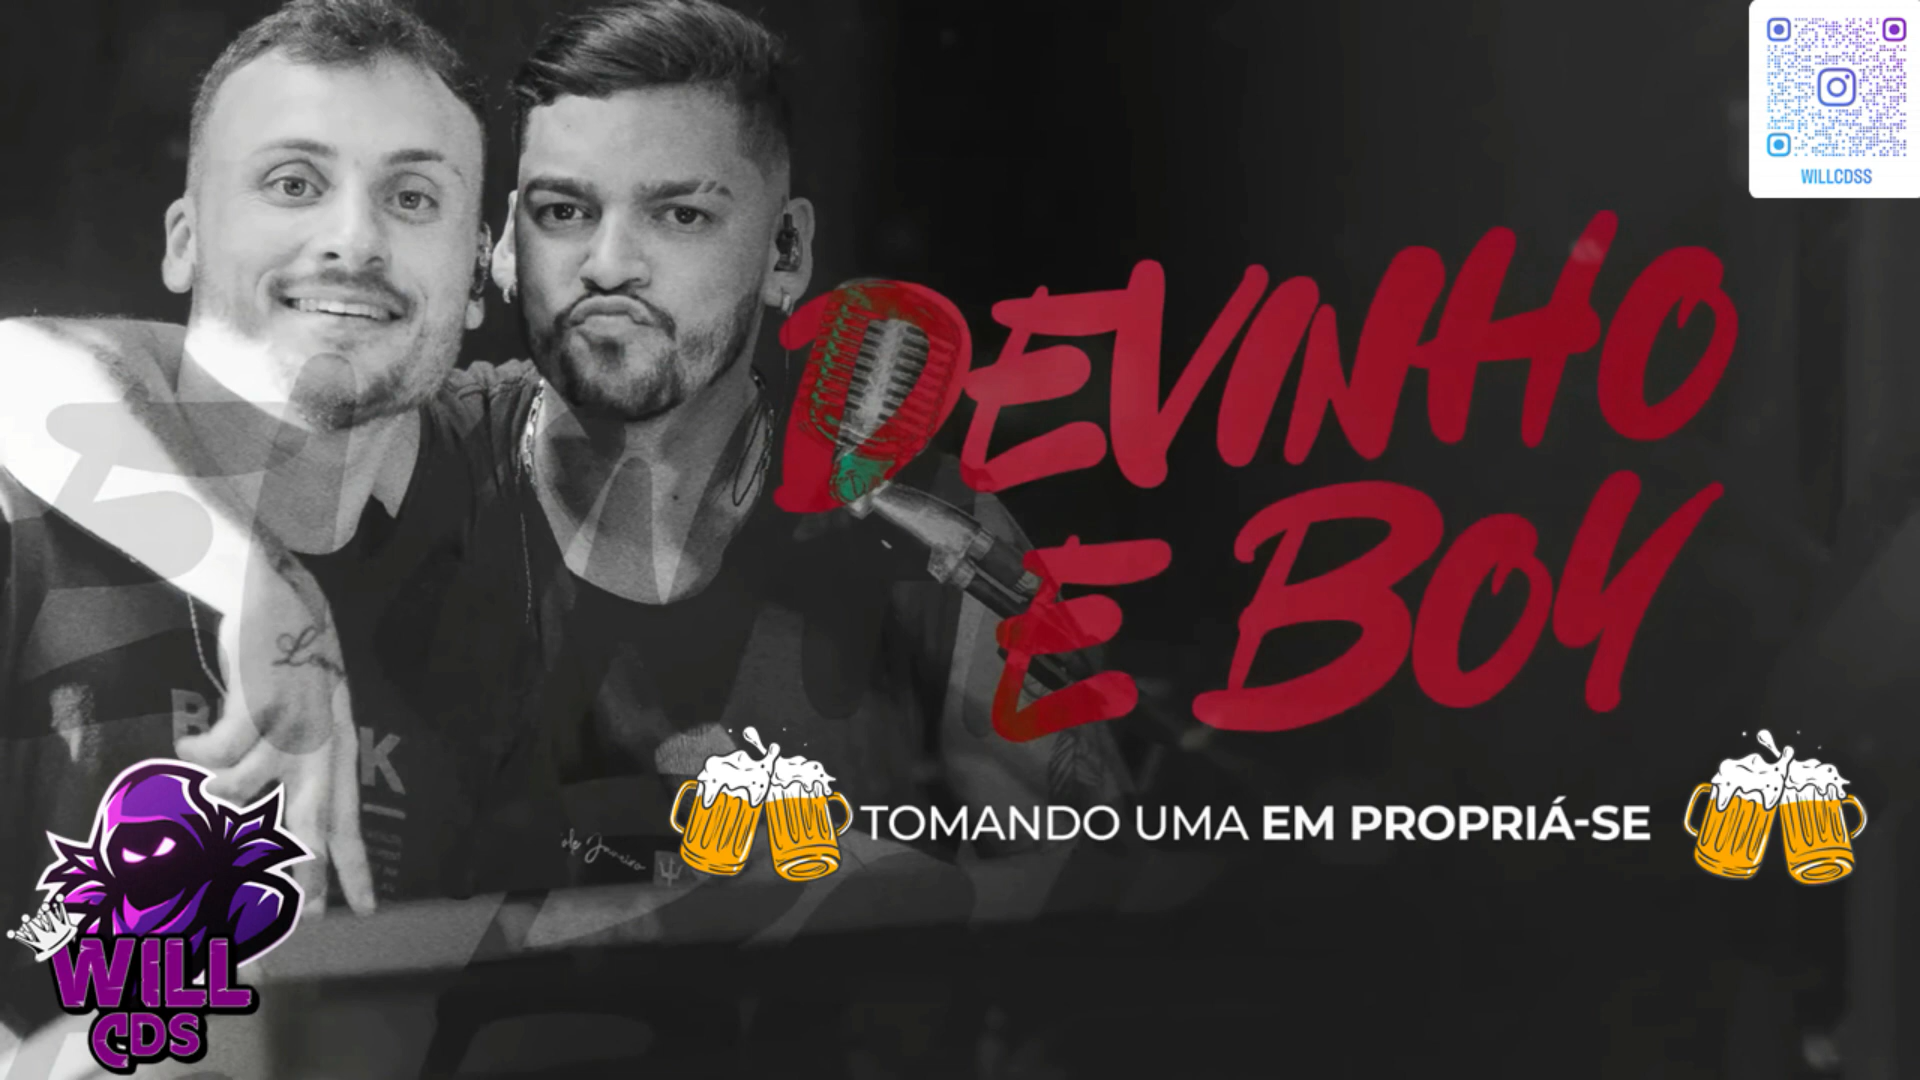 WILLCDSS
DEVINHO
E BOY
TOMANDO UMA EM PROPRIÁ-SE
WILL
CDS